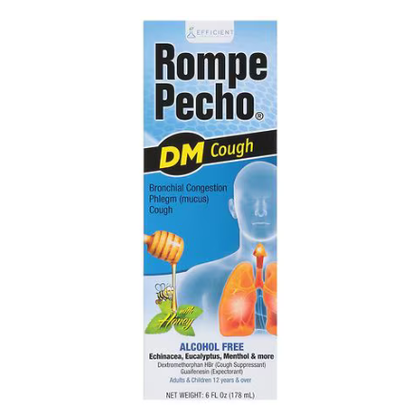 EFFICIENT
Rompe
Pecho®
DM Cough
Bronchial Congestion
Phlegm (mucus)
Cough
with
Honey
ALCOHOL FREE
Echinacea, Eucalyptus, Menthol & more
Dextromethorphan HBr (Cough Suppressant)
Guaifenesin (Expectorant)
Adults & Children 12 years & over
NET WEIGHT: 6 FL Oz (178 mL)